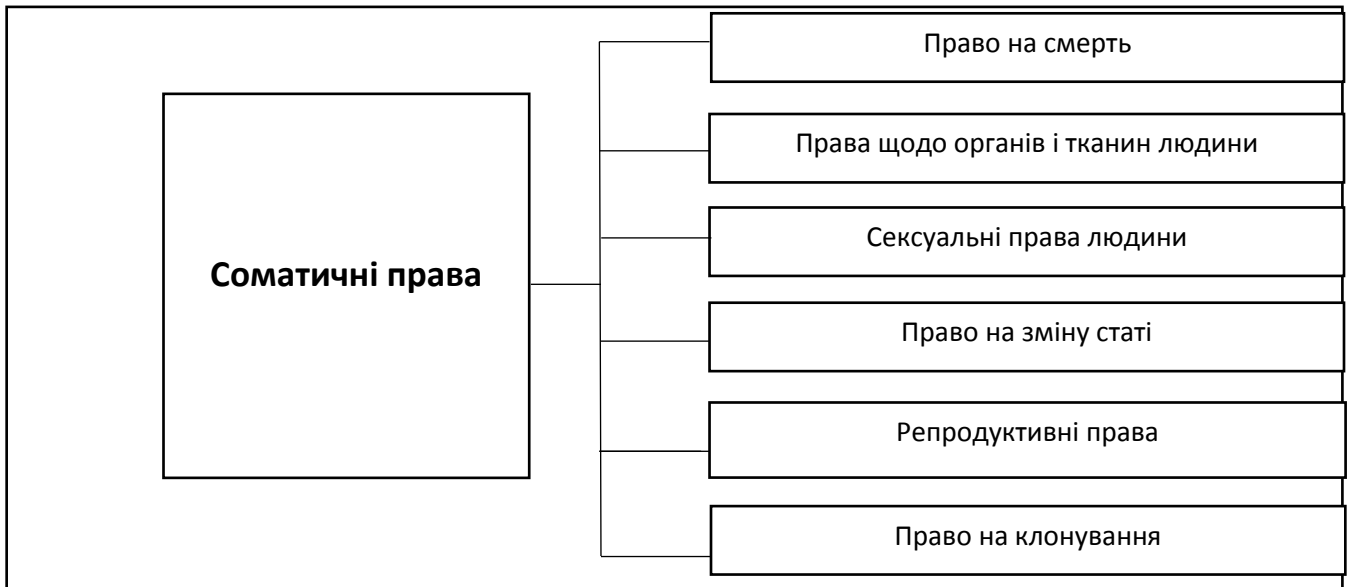 Право на смерть
Права щодо органів і тканин людини
Сексуальні права людини
Соматичні права
Право на зміну статі
Репродуктивні права
Право на клонування